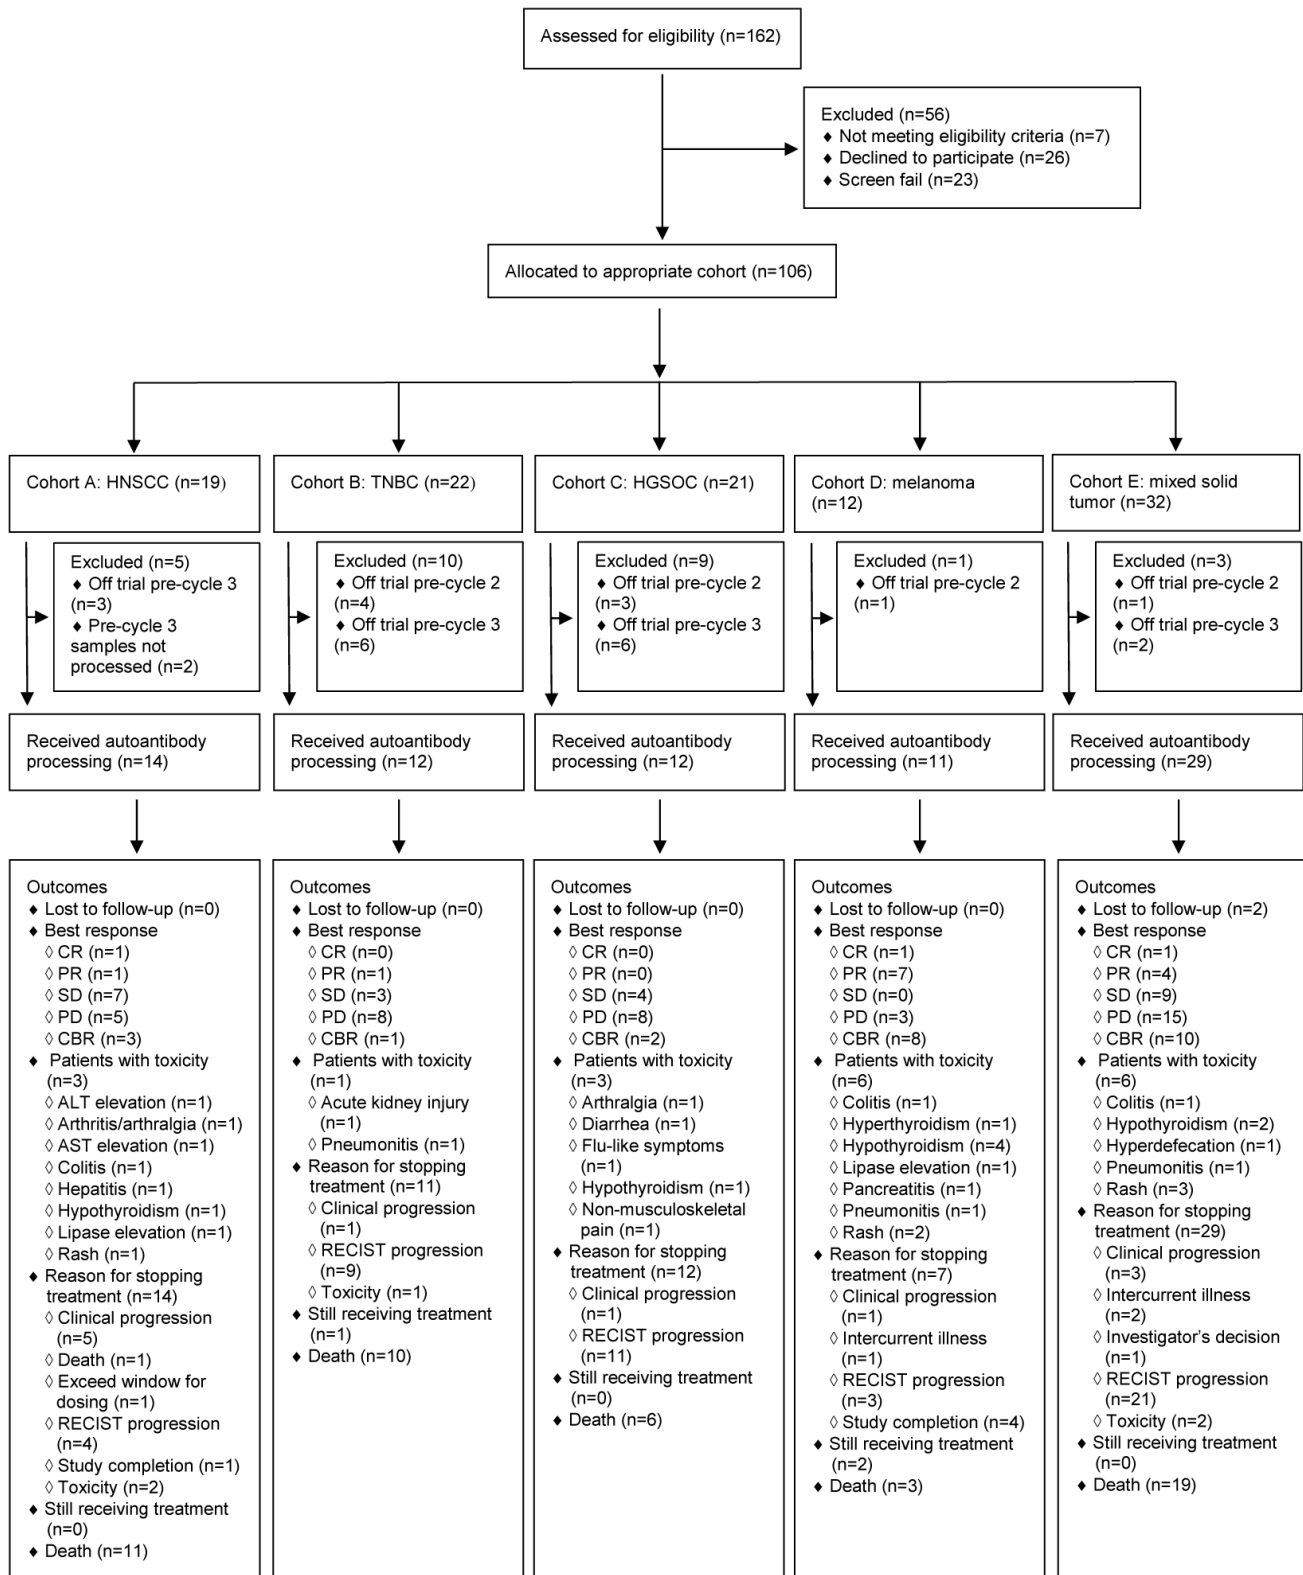 Assessed for eligibility (n=162)
Excluded (n=56)
♦ Not meeting eligibility criteria (n=7)
♦ Declined to participate (n=26)
♦ Screen fail (n=23)
Allocated to appropriate cohort (n=106)
Cohort A: HNSCC (n=19)
Excluded (n=5)
♦ Off trial pre-cycle 3
(n=3)
♦ Pre-cycle 3
samples not
processed (n=2)
Received autoantibody
processing (n=14)
Outcomes
♦ Lost to follow-up (n=0)
♦ Best response
◊ CR (n=1)
◊ PR (n=1)
◊ SD (n=7)
◊ PD (n=5)
◊ CBR (n=3)
♦ Patients with toxicity
(n=3)
◊ ALT elevation (n=1)
◊ Arthritis/arthralgia (n=1)
◊ AST elevation (n=1)
◊ Colitis (n=1)
◊ Hepatitis (n=1)
◊ Hypothyroidism (n=1)
◊ Lipase elevation (n=1)
◊ Rash (n=1)
♦ Reason for stopping
treatment (n=14)
◊ Clinical progression
(n=5)
◊ Death (n=1)
◊ Exceed window for
dosing (n=1)
◊ RECIST progression
(n=4)
◊ Study completion (n=1)
◊ Toxicity (n=2)
♦ Still receiving treatment
(n=0)
♦ Death (n=11)
Cohort B: TNBC (n=22)
Excluded (n=10)
♦ Off trial pre-cycle 2
(n=4)
♦ Off trial pre-cycle 3
(n=6)
Received autoantibody
processing (n=12)
Outcomes
♦ Lost to follow-up (n=0)
♦ Best response
◊ CR (n=0)
◊ PR (n=1)
◊ SD (n=3)
◊ PD (n=8)
◊ CBR (n=1)
♦ Patients with toxicity
(n=1)
◊ Acute kidney injury
(n=1)
◊ Pneumonitis (n=1)
♦ Reason for stopping
treatment (n=11)
◊ Clinical progression
(n=1)
◊ RECIST progression
(n=9)
◊ Toxicity (n=1)
♦ Still receiving treatment
(n=1)
♦ Death (n=10)
Cohort C: HGSOC (n=21)
Excluded (n=9)
♦ Off trial pre-cycle 2
(n=3)
♦ Off trial pre-cycle 3
(n=6)
Received autoantibody
processing (n=12)
Outcomes
♦ Lost to follow-up (n=0)
♦ Best response
◊ CR (n=0)
◊ PR (n=0)
◊ SD (n=4)
◊ PD (n=8)
◊ CBR (n=2)
♦ Patients with toxicity
(n=3)
◊ Arthralgia (n=1)
◊ Diarrhea (n=1)
◊ Flu-like symptoms
(n=1)
◊ Hypothyroidism (n=1)
◊ Non-musculoskeletal
pain (n=1)
♦ Reason for stopping
treatment (n=12)
◊ Clinical progression
(n=1)
◊ RECIST progression
(n=11)
♦ Still receiving treatment
(n=0)
♦ Death (n=6)
Cohort D: melanoma
(n=12)
Excluded (n=1)
♦ Off trial pre-cycle 2
(n=1)
Received autoantibody
processing (n=11)
Outcomes
♦ Lost to follow-up (n=0)
♦ Best response
◊ CR (n=1)
◊ PR (n=7)
◊ SD (n=0)
◊ PD (n=3)
◊ CBR (n=8)
♦ Patients with toxicity
(n=6)
◊ Colitis (n=1)
◊ Hyperthyroidism (n=1)
◊ Hypothyroidism (n=4)
◊ Lipase elevation (n=1)
◊ Pancreatitis (n=1)
◊ Pneumonitis (n=1)
◊ Rash (n=2)
♦ Reason for stopping
treatment (n=7)
◊ Clinical progression
(n=1)
◊ Intercurrent illness
(n=1)
◊ RECIST progression
(n=3)
◊ Study completion (n=4)
♦ Still receiving treatment
(n=2)
♦ Death (n=3)
Cohort E: mixed solid
tumor (n=32)
Excluded (n=3)
♦ Off trial pre-cycle 2
(n=1)
♦ Off trial pre-cycle 3
(n=2)
Received autoantibody
processing (n=29)
Outcomes
♦ Lost to follow-up (n=2)
♦ Best response
◊ CR (n=1)
◊ PR (n=4)
◊ SD (n=9)
◊ PD (n=15)
◊ CBR (n=10)
♦ Patients with toxicity
(n=6)
◊ Colitis (n=1)
◊ Hypothyroidism (n=2)
◊ Hyperdefecation (n=1)
◊ Pneumonitis (n=1)
◊ Rash (n=3)
♦ Reason for stopping
treatment (n=29)
◊ Clinical progression
(n=3)
◊ Intercurrent illness
(n=2)
◊ Investigator's decision
(n=1)
◊ RECIST progression
(n=21)
◊ Toxicity (n=2)
♦ Still receiving treatment
(n=0)
♦ Death (n=19)